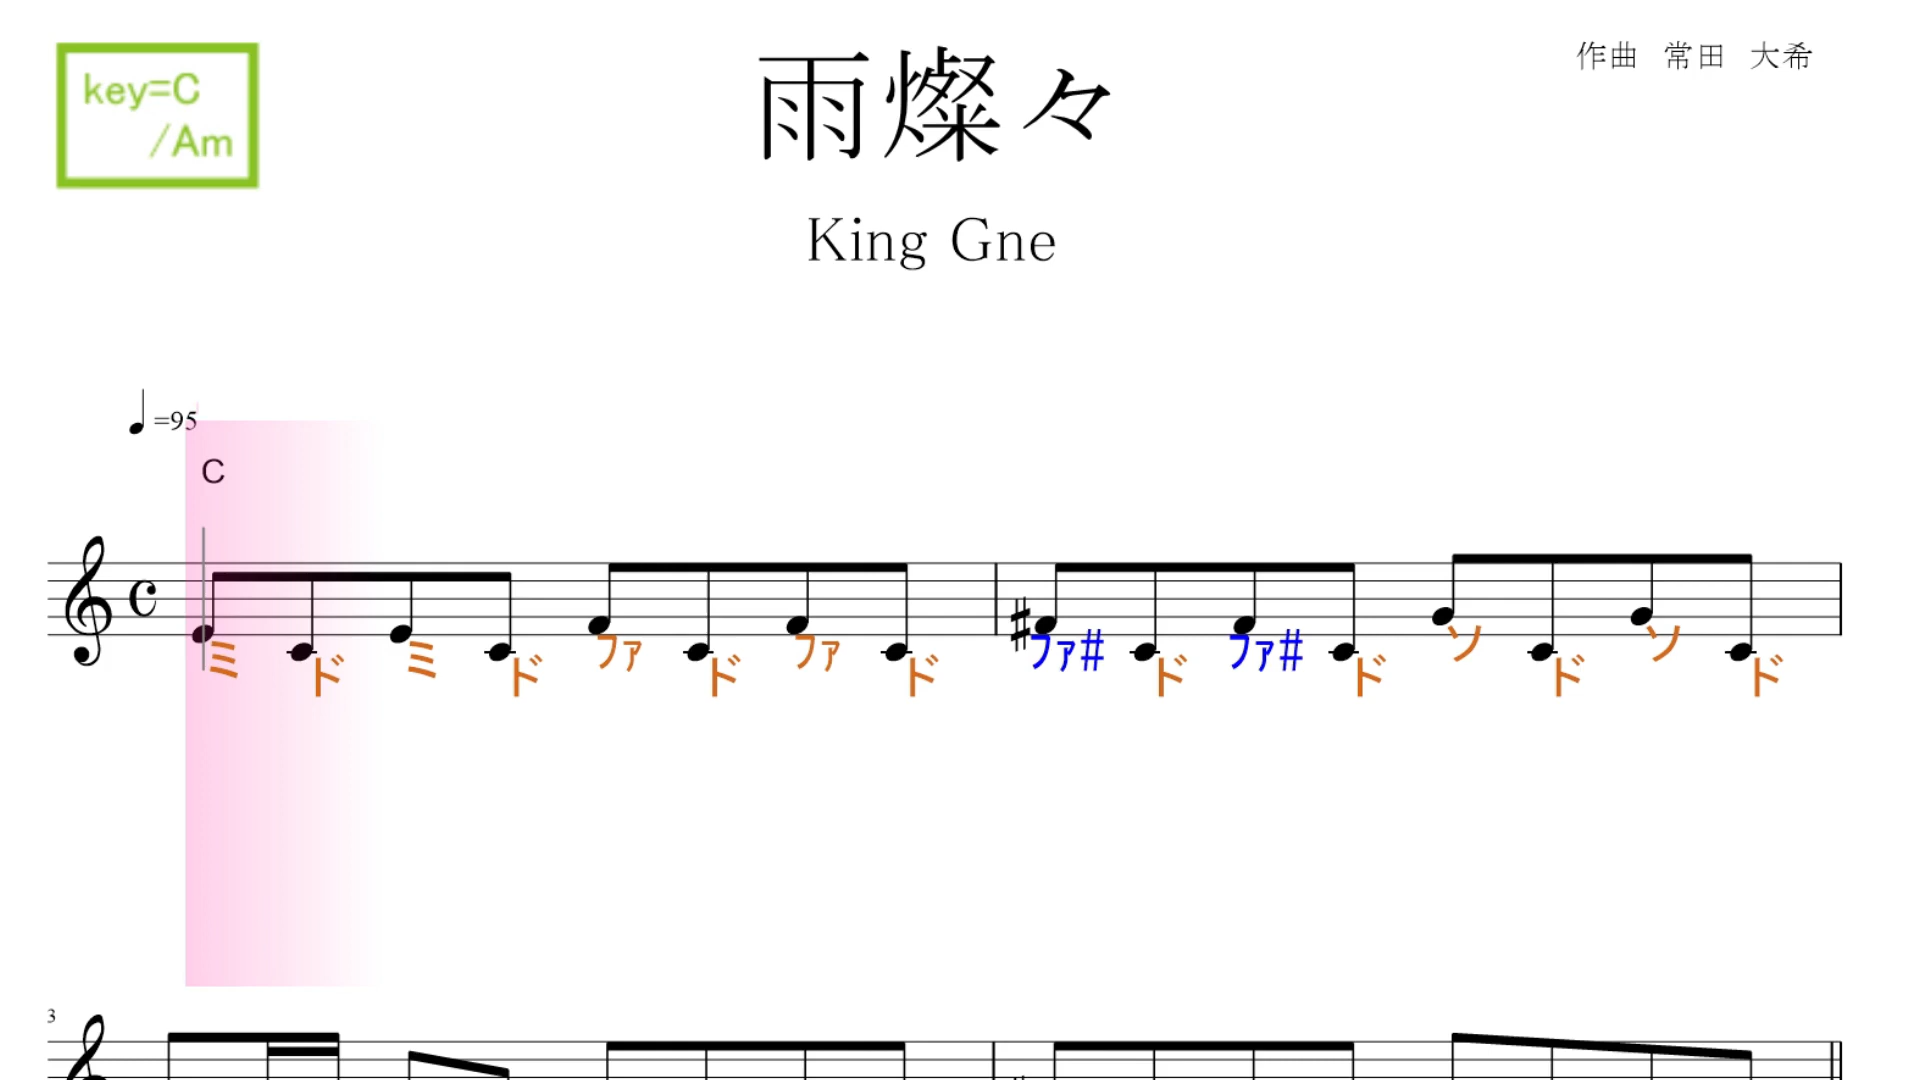 key=C
/Am
雨燦々
作曲 常田 大希
King Gne
=95
C
ミ ド ミ ド ファ ド ファ ド ファ# ド ファ# ド ソ ド ソ ド
3